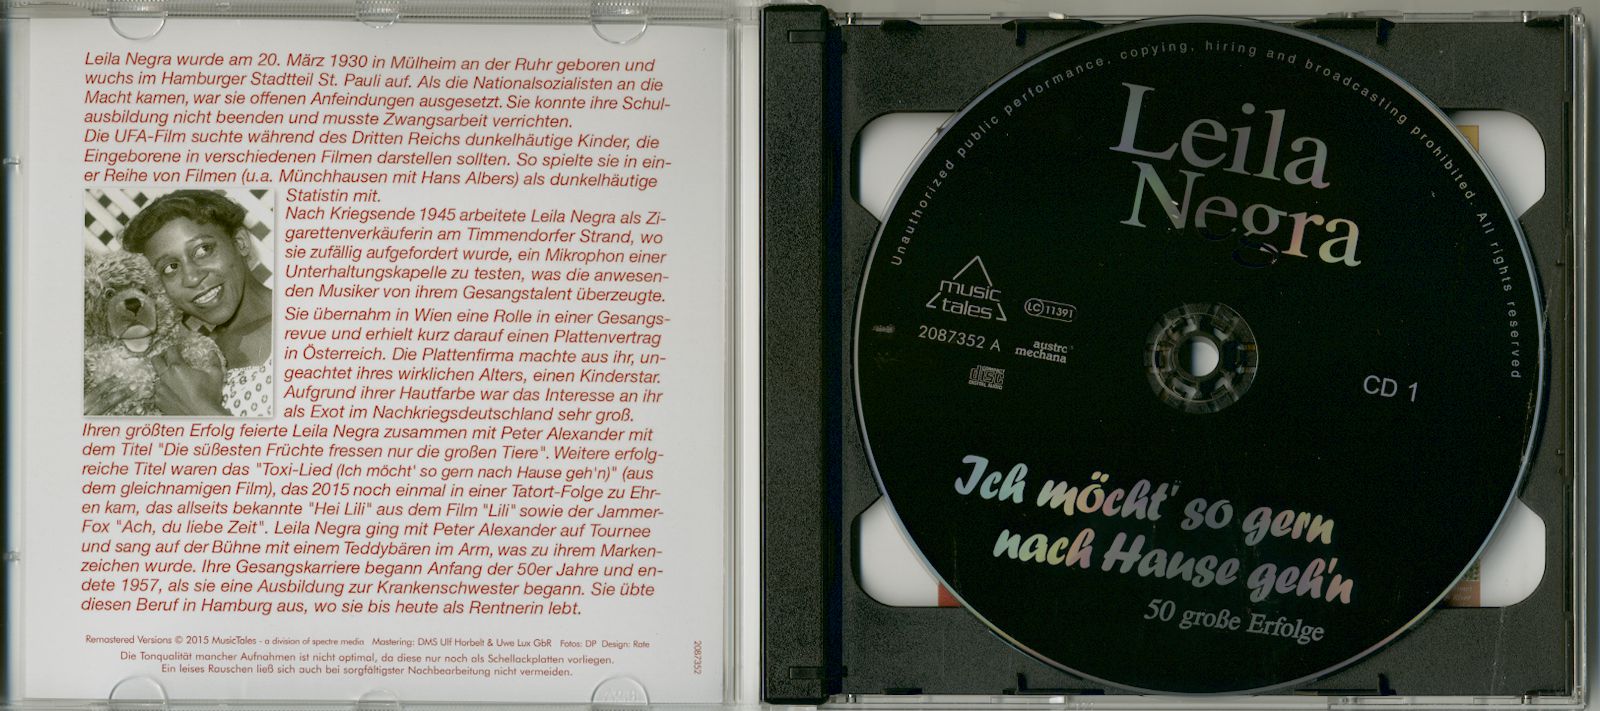 Leila Negra wurde am 20. März 1930 in Mülheim an der Ruhr geboren und
wuchs im Hamburger Stadtteil St. Pauli auf. Als die Nationalsozialisten an die
Macht kamen, war sie offenen Anfeindungen ausgesetzt. Sie konnte ihre Schul-
ausbildung nicht beenden und musste Zwangsarbeit verrichten.
Die UFA-Film suchte während des Dritten Reichs dunkelhäutige Kinder, die
Eingeborene in verschiedenen Filmen darstellen sollten. So spielte sie in ein-
er Reihe von Filmen (u.a. Münchhausen mit Hans Albers) als dunkelhäutige
Statistin mit.
Nach Kriegsende 1945 arbeitete Leila Negra als Zi-
garettenverkäuferin am Timmendorfer Strand, wo
sie zufällig aufgefordert wurde, ein Mikrophon einer
Unterhaltungskapelle zu testen, was die anwesen-
den Musiker von ihrem Gesangstalent überzeugte.
Sie übernahm in Wien eine Rolle in einer Gesangs-
revue und erhielt kurz darauf einen Plattenvertrag
in Österreich. Die Plattenfirma machte aus ihr, un-
geachtet ihres wirklichen Alters, einen Kinderstar.
Aufgrund ihrer Hautfarbe war das Interesse an ihr
als Exot im Nachkriegsdeutschland sehr groß.
Ihren größten Erfolg feierte Leila Negra zusammen mit Peter Alexander mit
dem Titel "Die süßesten Früchte fressen nur die großen Tiere". Weitere erfolg-
reiche Titel waren das "Toxi-Lied (Ich möcht' so gern nach Hause geh'n)" (aus
dem gleichnamigen Film), das 2015 noch einmal in einer Tatort-Folge zu Ehr-
en kam, das allseits bekannte "Hei Lili" aus dem Film "Lili" sowie der Jammer-
Fox "Ach, du liebe Zeit". Leila Negra ging mit Peter Alexander auf Tournee
und sang auf der Bühne mit einem Teddybären im Arm, was zu ihrem Marken-
zeichen wurde. Ihre Gesangskarriere begann Anfang der 50er Jahre und en-
dete 1957, als sie eine Ausbildung zur Krankenschwester begann. Sie übte
diesen Beruf in Hamburg aus, wo sie bis heute als Rentnerin lebt.
Remastered Versions © 2015 MusicTales - a division of spectre media Mastering: DMS Ulf Horbelt & Uwe Lux GbR Fotos: DP Design: Rate
Die Tonqualität mancher Aufnahmen ist nicht optimal, da diese nur noch als Schellackplatten vorliegen.
Ein leises Rauschen ließ sich auch bei sorgfältigster Nachbearbeitung nicht vermeiden.
2087352
Unauthorized public performance, copying, hiring and broadcasting prohibited. All rights reserved
Leila
Negra
music
tales
LC 11391
2087352 A
austro
mechana
COMPACT
disc
DIGITAL AUDIO
CD 1
Ich möcht' so gern
nach Hause geh'n
50 große Erfolge